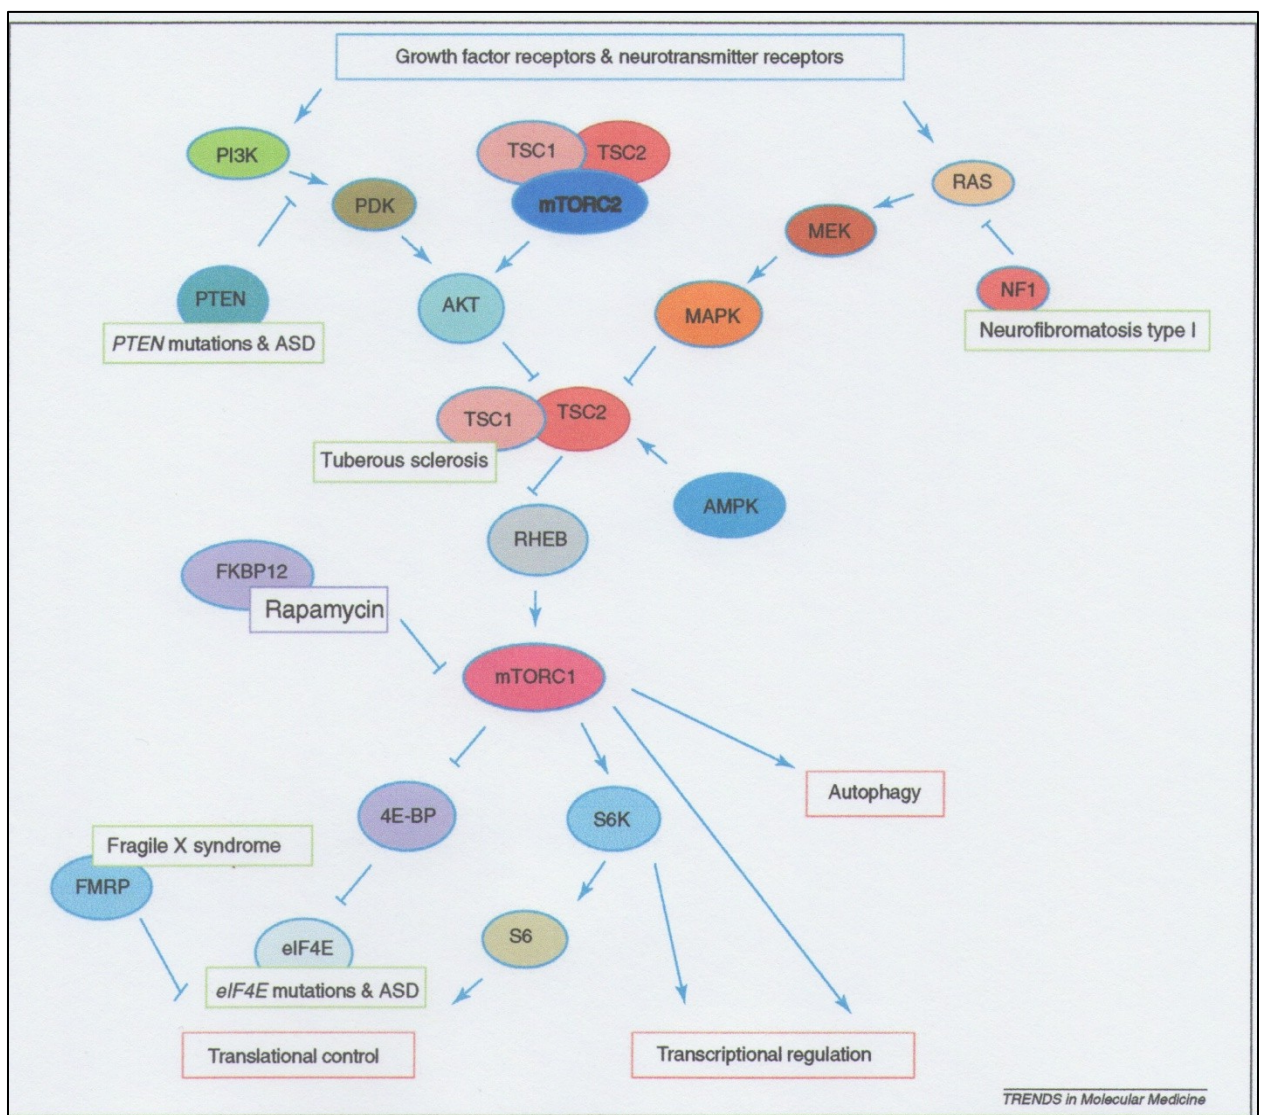 Growth factor receptors & neurotransmitter receptors
PI3K
TSC1
TSC2
PDK
mTORC2
RAS
MEK
PTEN
PTEN mutations & ASD
AKT
MAPK
NF1
Neurofibromatosis type I
TSC1
TSC2
Tuberous sclerosis
AMPK
RHEB
FKBP12
Rapamycin
mTORC1
Autophagy
4E-BP
S6K
Fragile X syndrome
FMRP
eIF4E
S6
eIF4E mutations & ASD
Translational control
Transcriptional regulation
TRENDS in Molecular Medicine